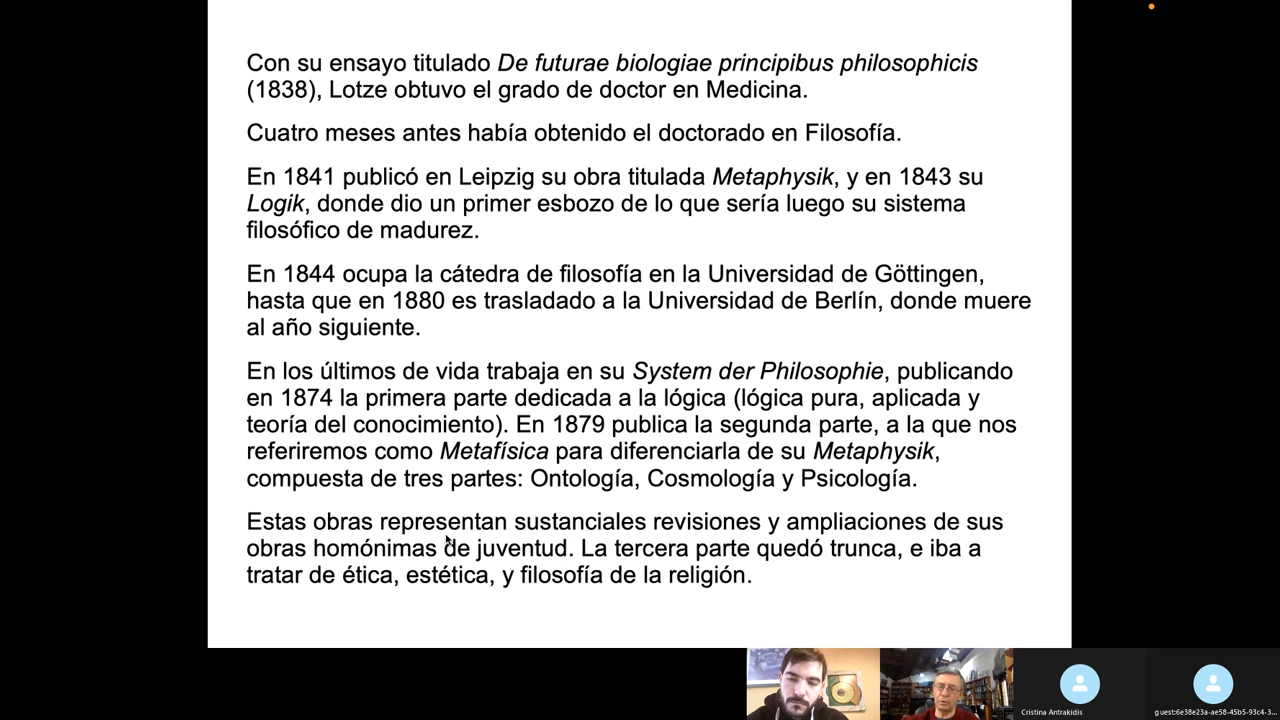 Con su ensayo titulado De futurae biologiae principibus philosophicis
(1838), Lotze obtuvo el grado de doctor en Medicina.
Cuatro meses antes había obtenido el doctorado en Filosofía.
En 1841 publicó en Leipzig su obra titulada Metaphysik, y en 1843 su
Logik, donde dio un primer esbozo de lo que sería luego su sistema
filosófico de madurez.
En 1844 ocupa la cátedra de filosofía en la Universidad de Göttingen,
hasta que en 1880 es trasladado a la Universidad de Berlín, donde muere
al año siguiente.
En los últimos de vida trabaja en su System der Philosophie, publicando
en 1874 la primera parte dedicada a la lógica (lógica pura, aplicada y
teoría del conocimiento). En 1879 publica la segunda parte, a la que nos
referiremos como Metafísica para diferenciarla de su Metaphysik,
compuesta de tres partes: Ontología, Cosmología y Psicología.
Estas obras representan sustanciales revisiones y ampliaciones de sus
obras homónimas de juventud. La tercera parte quedó trunca, e iba a
tratar de ética, estética, y filosofía de la religión.
Cristina Antrakidis
guest:6e38e23a-ae58-45b5-93c4-3...